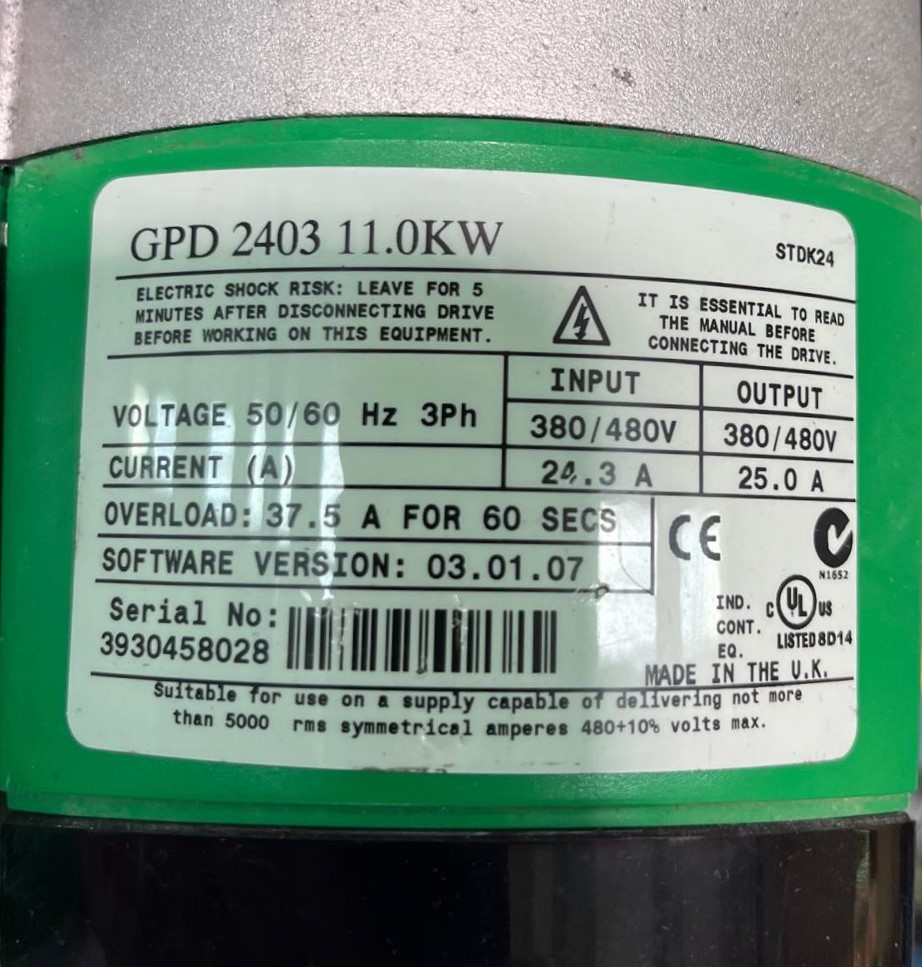 GPD 2403 11.0KW
STDK24
ELECTRIC SHOCK RISK: LEAVE FOR 5
MINUTES AFTER DISCONNECTING DRIVE
BEFORE WORKING ON THIS EQUIPMENT.
IT IS ESSENTIAL TO READ
THE MANUAL BEFORE
CONNECTING THE DRIVE.
INPUT OUTPUT
VOLTAGE 50/60 Hz 3Ph 380/480V 380/480V
CURRENT (A) 24.3 A 25.0 A
OVERLOAD: 37.5 A FOR 60 SECS
SOFTWARE VERSION: 03.01.07
CE
N1652
Serial No:
3930458028
IND.
CONT.
EQ.
C UL US
LISTED 8D14
MADE IN THE U.K.
Suitable for use on a supply capable of delivering not more
than 5000 rms symmetrical amperes 480+10% volts max.